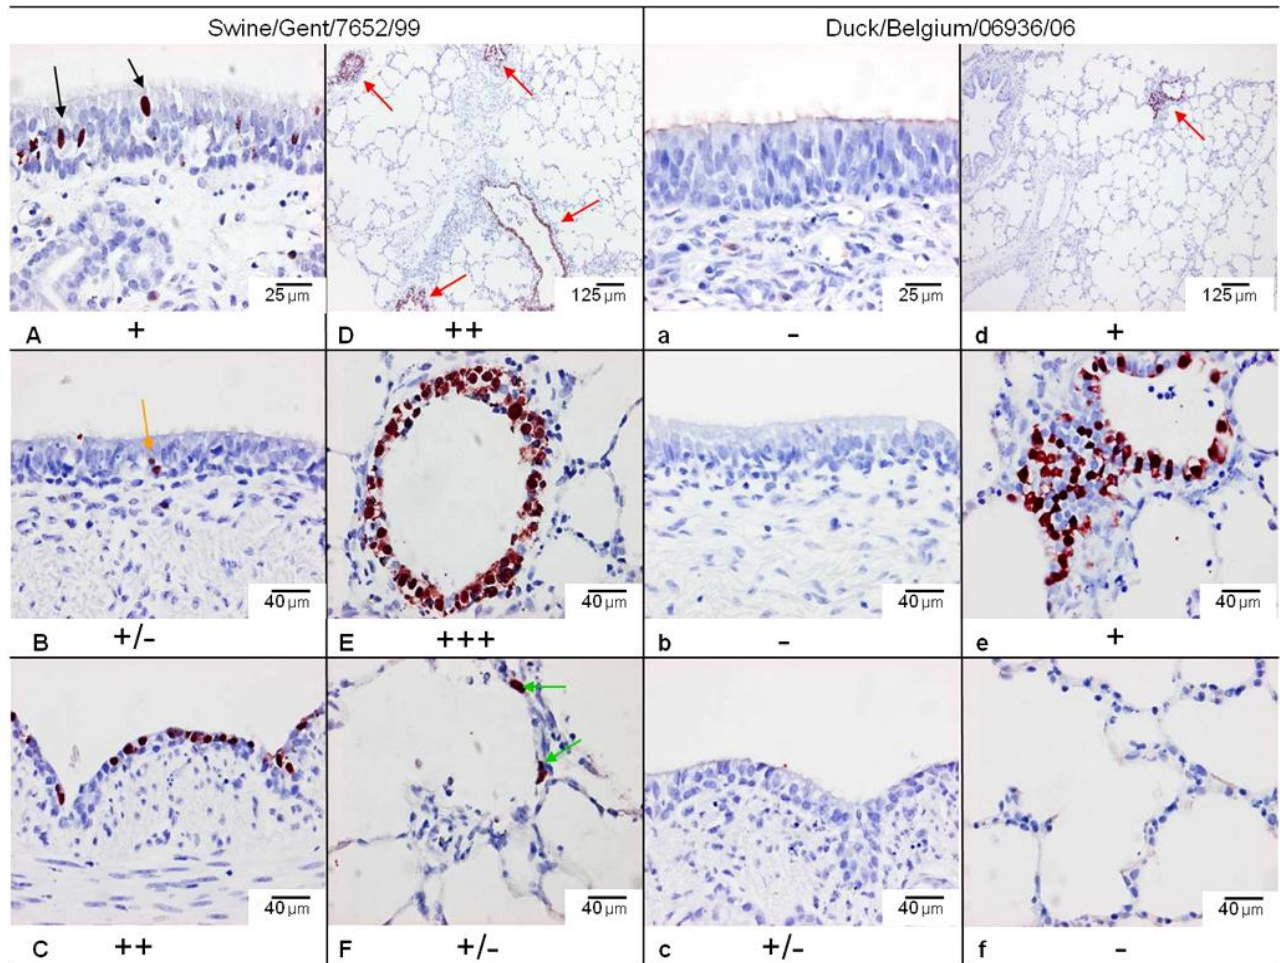 Swine/Gent/7652/99 Duck/Belgium/06936/06
25 µm 125 µm 25 µm 125 µm
A + D ++ a - d +
40 µm 40 µm 40 µm 40 µm
B +/- E +++ b - e +
40 µm 40 µm 40 µm 40 µm
C ++ F +/- c +/- f -